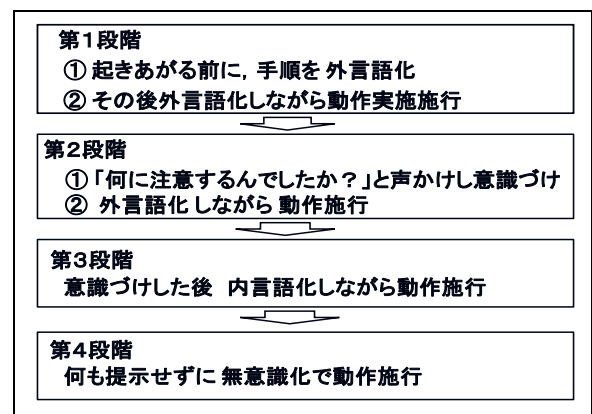 第１段階
① 起きあがる前に，手順を 外言語化
② その後外言語化しながら動作実施施行
第２段階
①「何に注意するんでしたか？」と声かけし意識づけ
② 外言語化 しながら 動作施行
第３段階
意識づけした後　内言語化しながら動作施行
第４段階
何も提示せずに 無意識化で動作施行